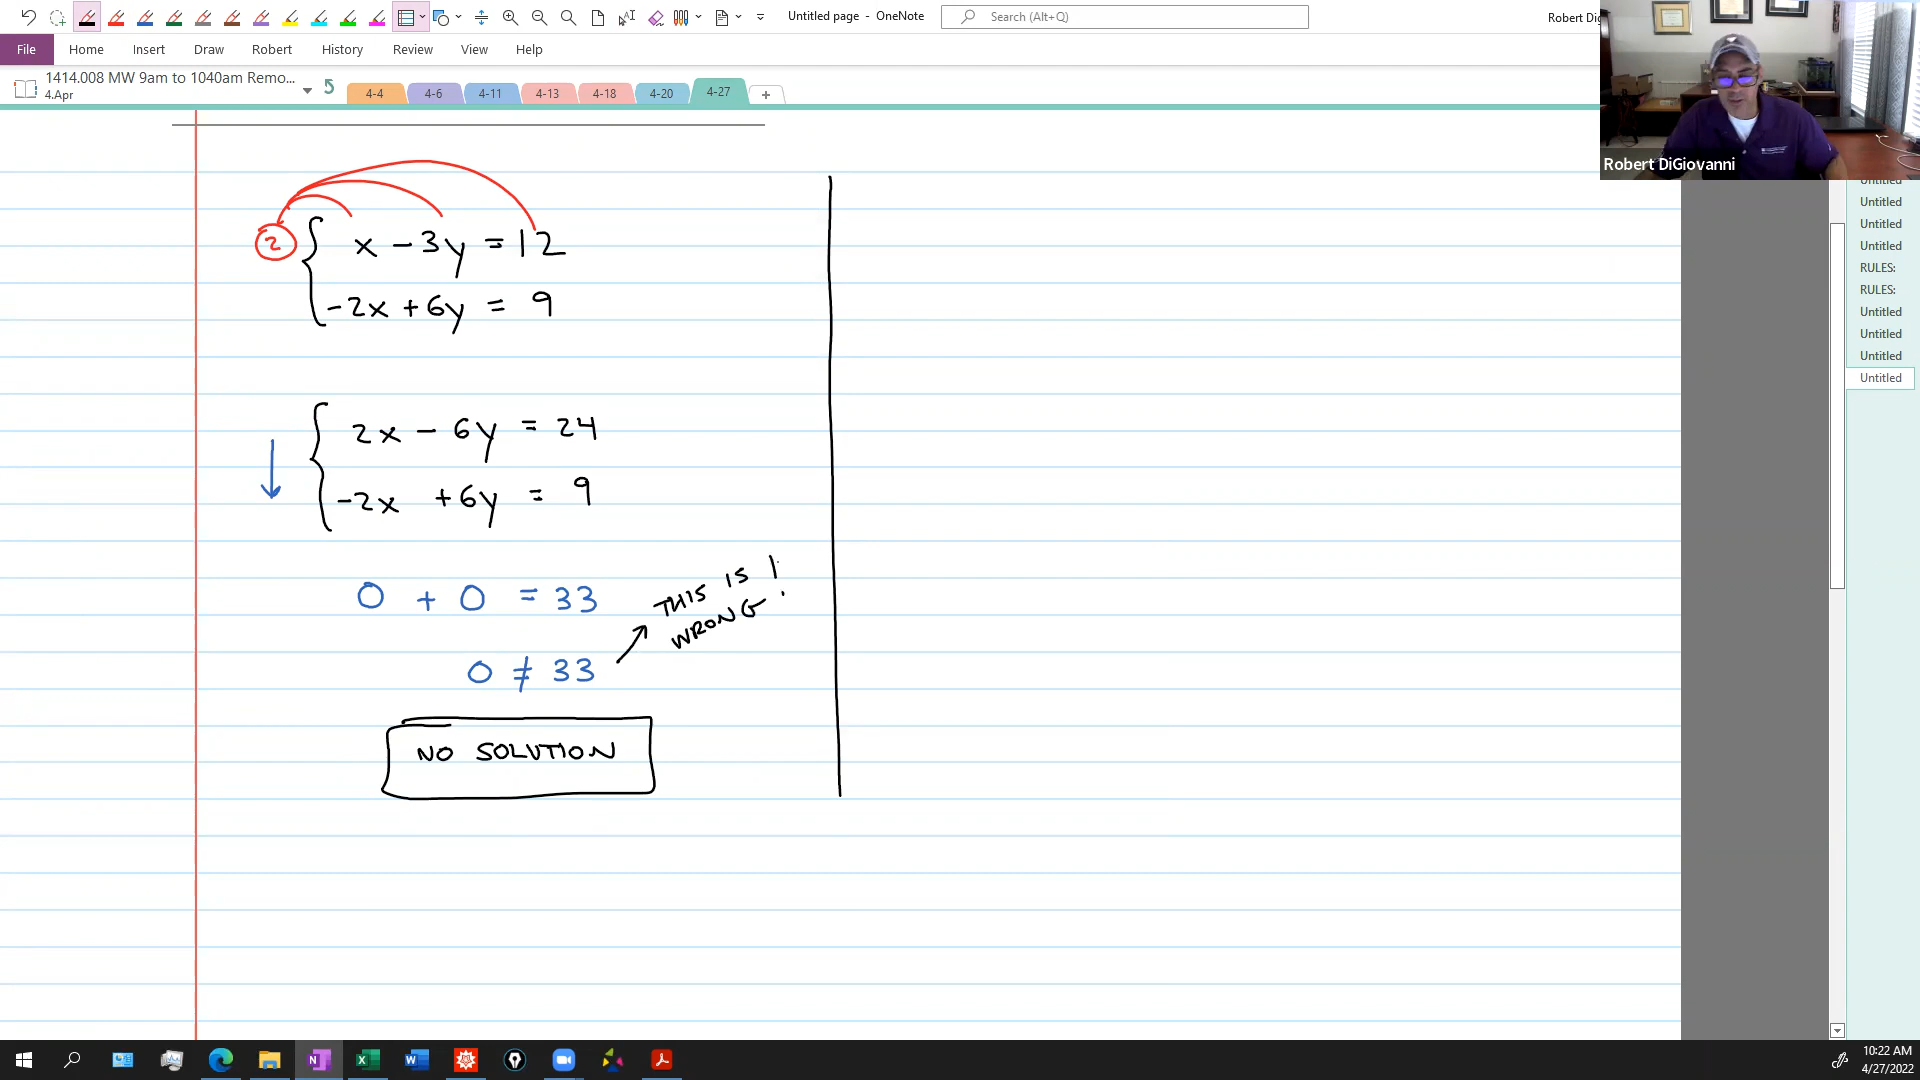 Untitled page - OneNote
Search (Alt+Q)
File
Home
Insert
Draw
Robert
History
Review
View
Help
1414.008 MW 9am to 1040am Remo...
4.Apr
4-4
4-6
4-11
4-13
4-18
4-20
4-27
Robert DiGiovanni
Untitled
Untitled
Untitled
RULES:
RULES:
Untitled
Untitled
Untitled
Untitled
2
x - 3y = 12
-2x + 6y = 9
2x - 6y = 24
-2x + 6y = 9
0 + 0 = 33
THIS IS
WRONG !
0 ≠ 33
NO SOLUTION
10:22 AM
4/27/2022